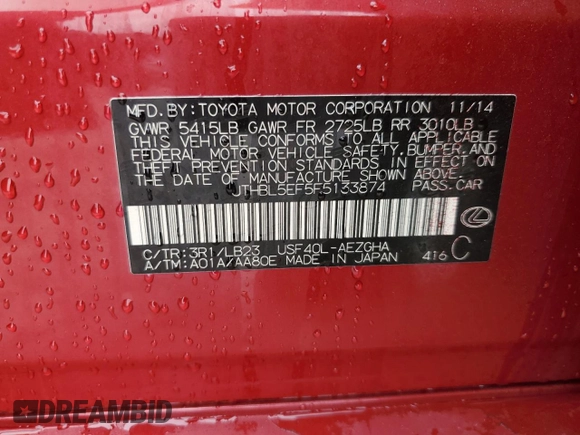 MFD. BY: TOYOTA MOTOR CORPORATION 11/14
GVWR 5415LB GAWR FR 2725LB RR 3010LB
THIS VEHICLE CONFORMS TO ALL APPLICABLE
FEDERAL MOTOR VEHICLE SAFETY, BUMPER, AND
THEFT PREVENTION STANDARDS IN EFFECT ON
THE DATE OF MANUFACTURE SHOWN ABOVE.
JTHBL5EF5F5133874 PASS. CAR
C/TR: 3R1/LB23 USF40L-AEZGHA
A/TM: A01A/AA80E MADE IN JAPAN 416 C
DREAMBID